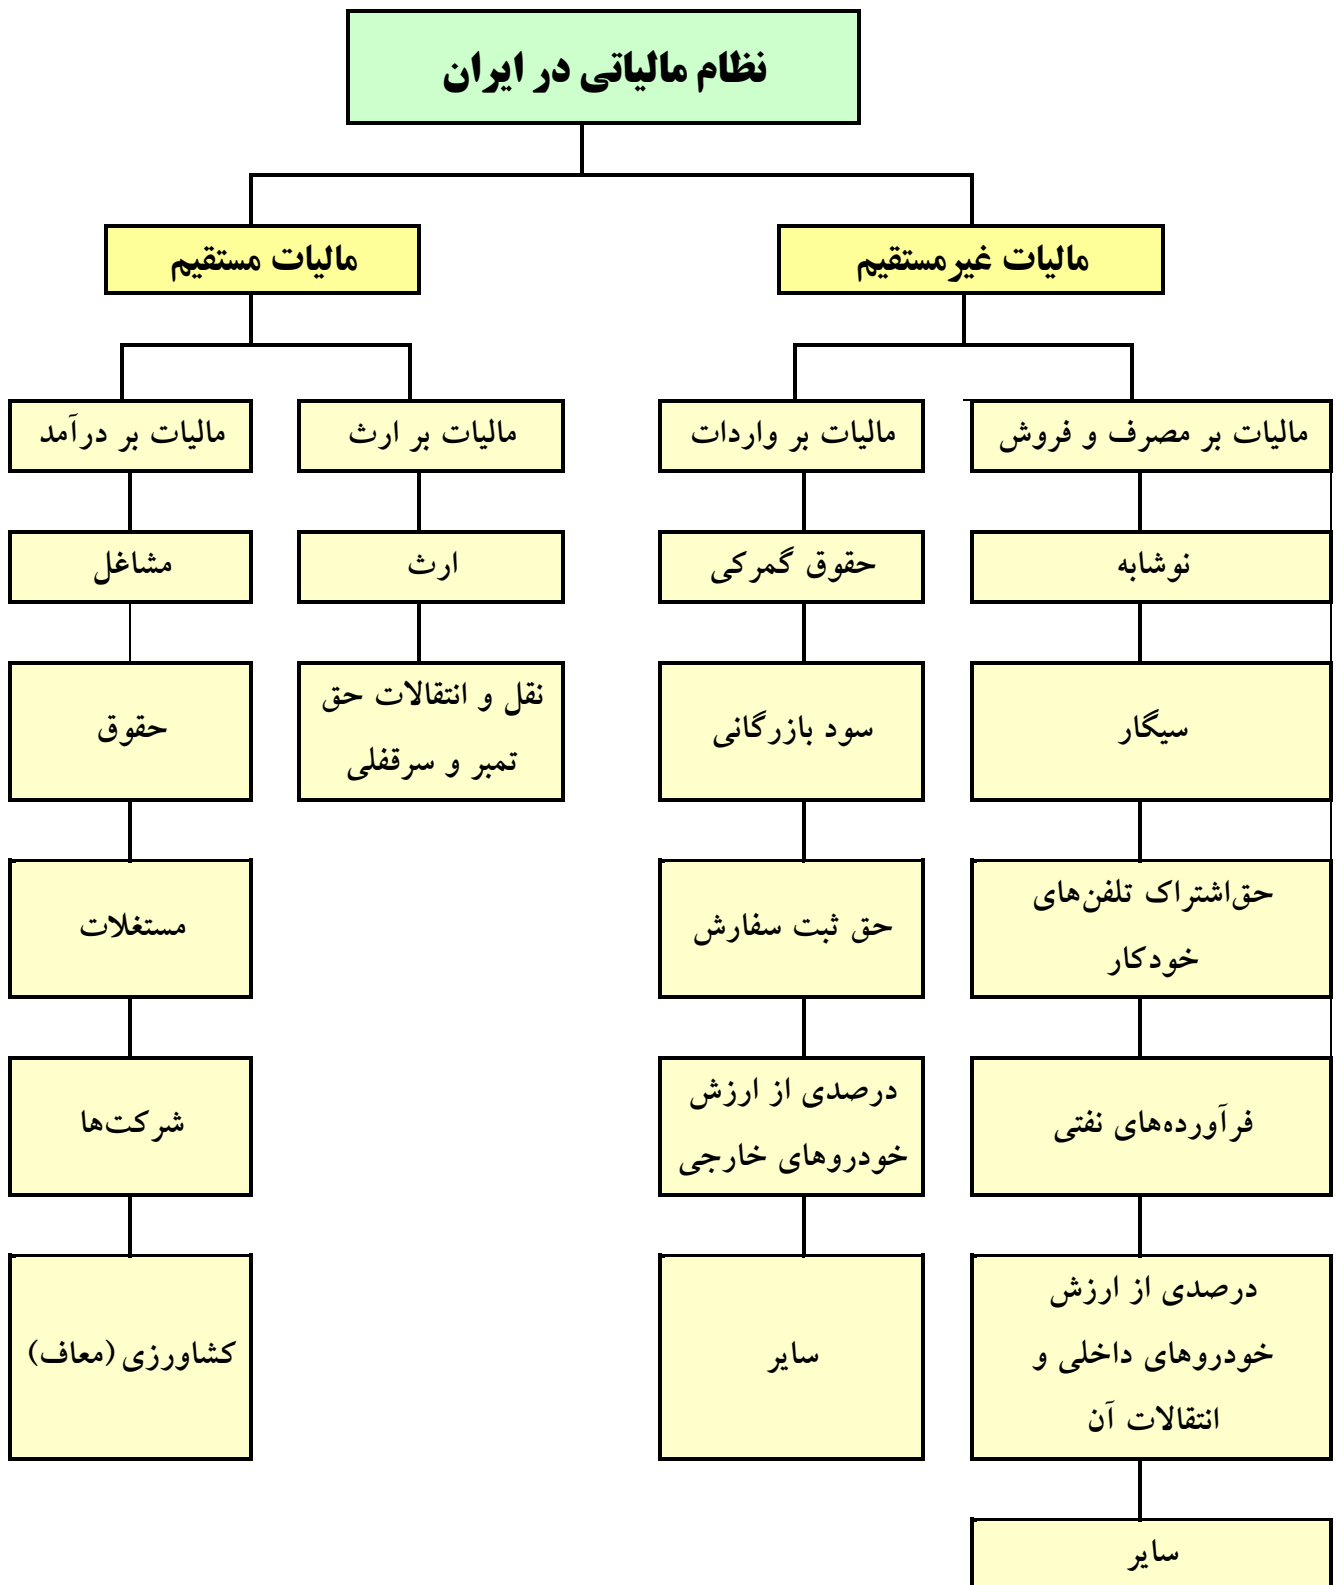 نظام مالیاتی در ایران
مالیات غیرمستقیم
مالیات مستقیم
مالیات بر مصرف و فروش
مالیات بر واردات
مالیات بر ارث
مالیات بر درآمد
نوشابه
حقوق گمرکی
ارث
مشاغل
سیگار
سود بازرگانی
نقل و انتقالات حق
تمبر و سرقفلی
حقوق
حق‌اشتراک تلفن‌های
خودکار
حق ثبت سفارش
مستغلات
فرآورده‌های نفتی
درصدی از ارزش
خودروهای خارجی
شرکت‌ها
درصدی از ارزش
خودروهای داخلی و
انتقالات آن
سایر
کشاورزی (معاف)
سایر